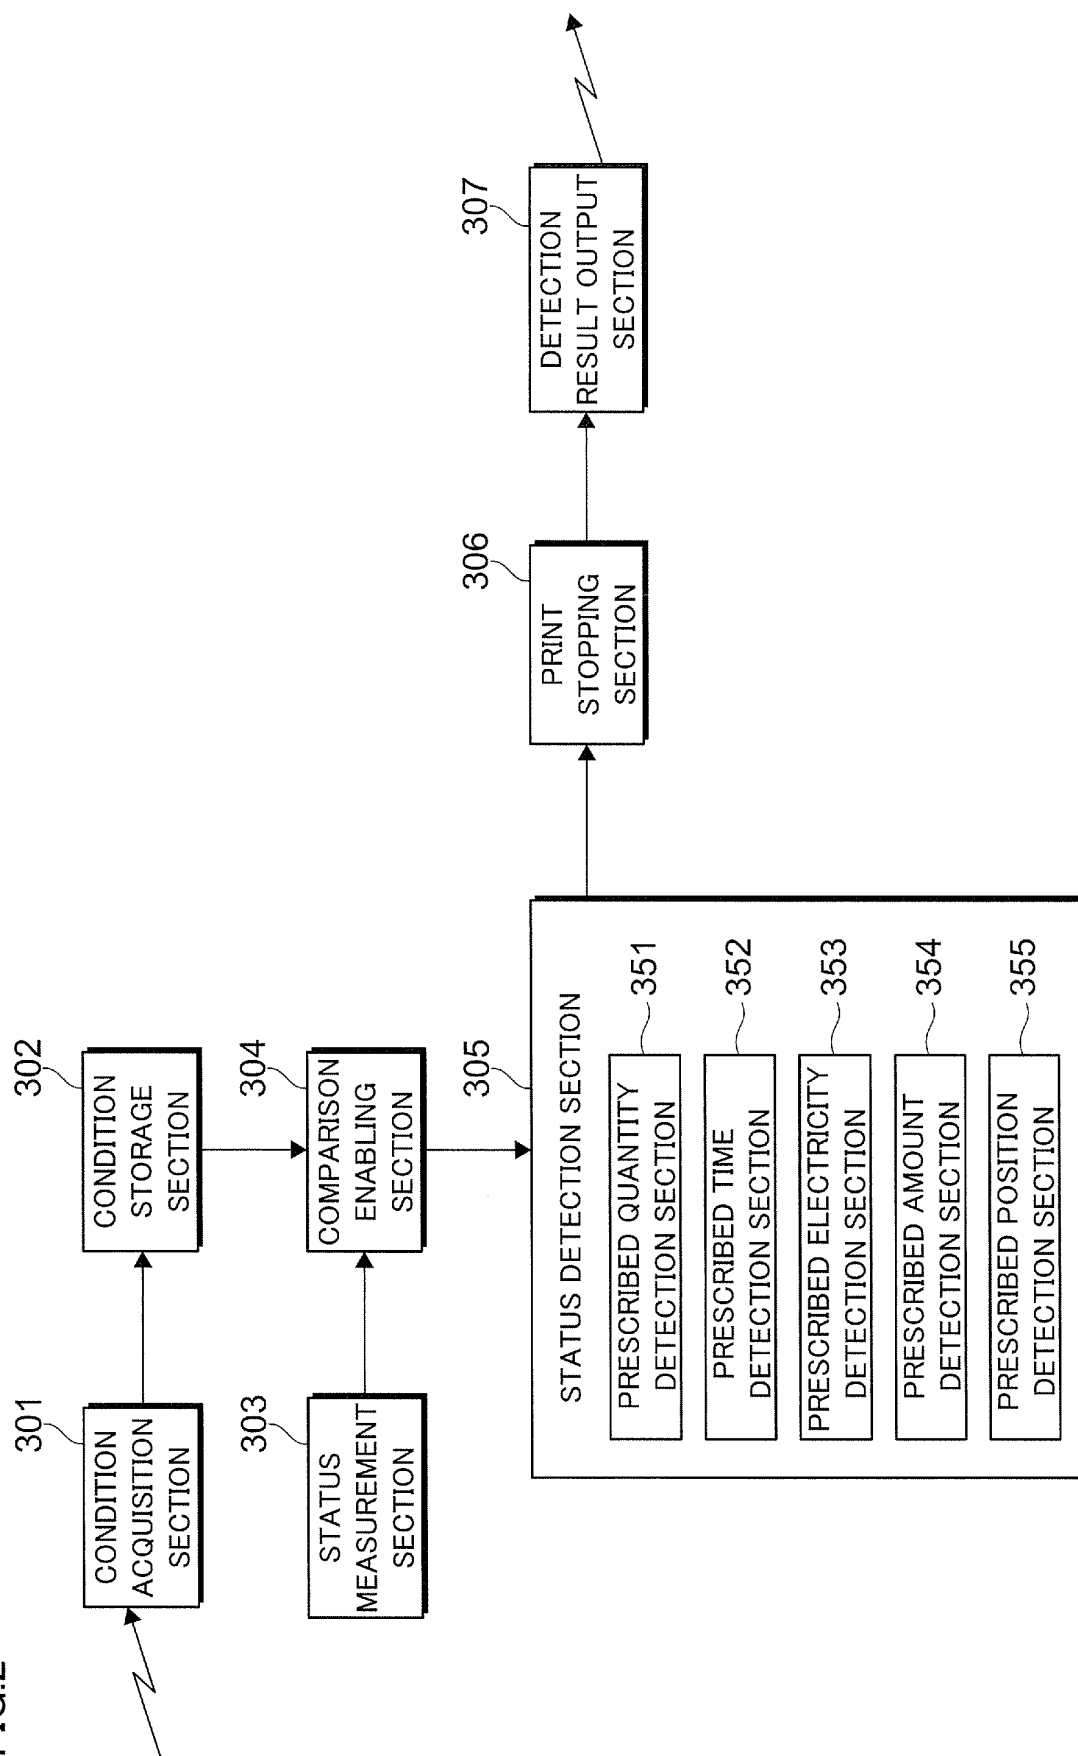 FIG.2
301
CONDITION
ACQUISITION
SECTION
302
CONDITION
STORAGE
SECTION
303
STATUS
MEASUREMENT
SECTION
304
COMPARISON
ENABLING
SECTION
305
STATUS DETECTION SECTION
PRESCRIBED QUANTITY
DETECTION SECTION
351
PRESCRIBED TIME
DETECTION SECTION
352
PRESCRIBED ELECTRICITY
DETECTION SECTION
353
PRESCRIBED AMOUNT
DETECTION SECTION
354
PRESCRIBED POSITION
DETECTION SECTION
355
306
PRINT
STOPPING
SECTION
307
DETECTION
RESULT OUTPUT
SECTION